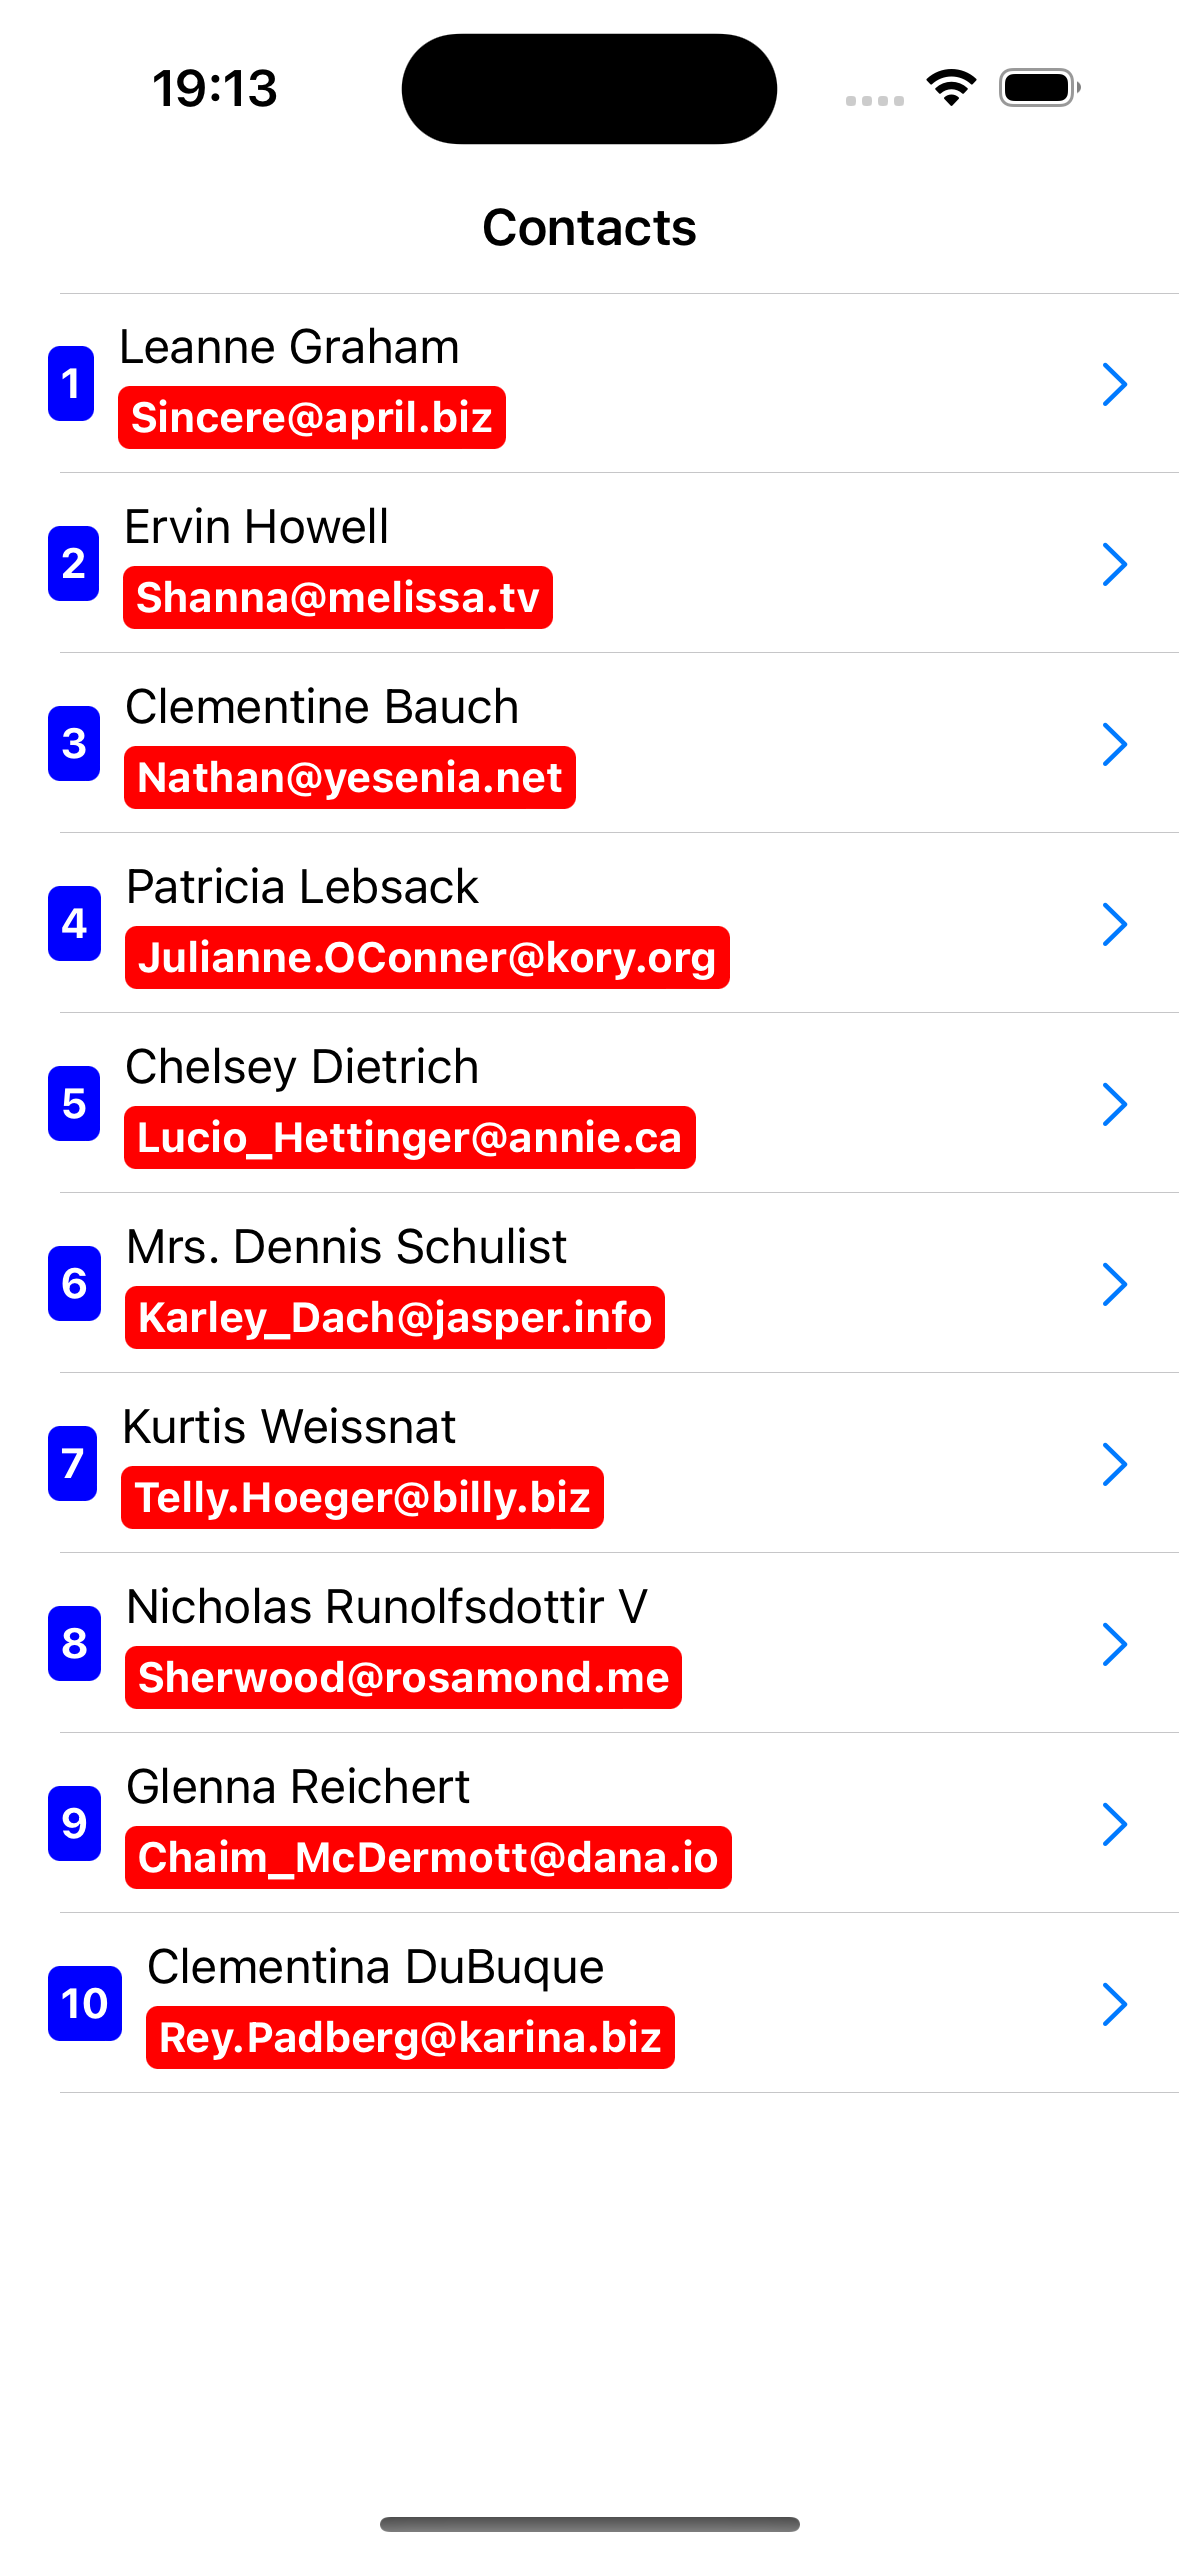 19:13
Contacts
1
Leanne Graham
Sincere@april.biz
2
Ervin Howell
Shanna@melissa.tv
3
Clementine Bauch
Nathan@yesenia.net
4
Patricia Lebsack
Julianne.OConner@kory.org
5
Chelsey Dietrich
Lucio_Hettinger@annie.ca
6
Mrs. Dennis Schulist
Karley_Dach@jasper.info
7
Kurtis Weissnat
Telly.Hoeger@billy.biz
8
Nicholas Runolfsdottir V
Sherwood@rosamond.me
9
Glenna Reichert
Chaim_McDermott@dana.io
10
Clementina DuBuque
Rey.Padberg@karina.biz